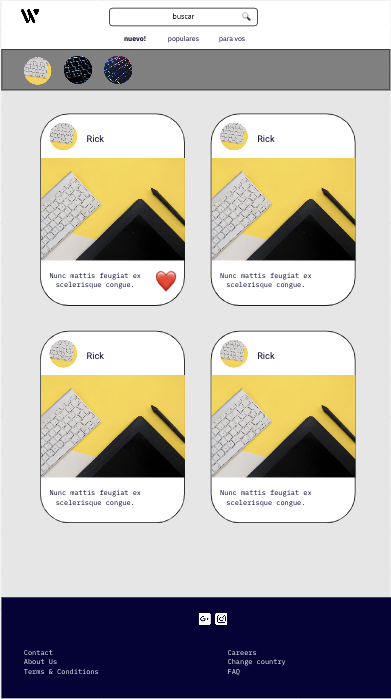 buscar
nuevo! populares para vos
Rick
Rick
Nunc mattis feugiat ex
scelerisque congue.
Nunc mattis feugiat ex
scelerisque congue.
Rick
Rick
Nunc mattis feugiat ex
scelerisque congue.
Nunc mattis feugiat ex
scelerisque congue.
G+
Contact
About Us
Terms & Conditions
Careers
Change country
FAQ